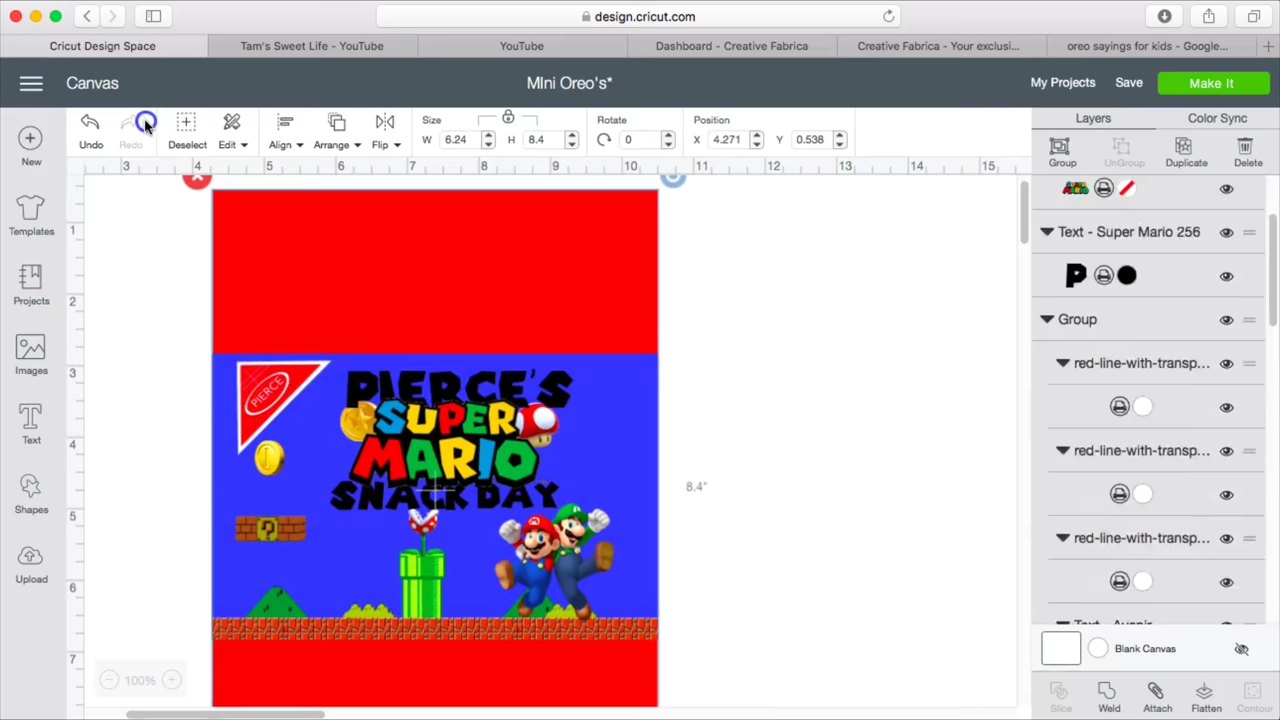 design.cricut.com
Cricut Design Space
Tam's Sweet Life - YouTube
YouTube
Dashboard - Creative Fabrica
Creative Fabrica - Your exclusi...
oreo sayings for kids - Google...
Canvas
MIni Oreo's*
My Projects
Save
Make It
Undo
Redo
Deselect
Edit
Align
Arrange
Flip
Size
W 6.24
H 8.4
Rotate
0
Position
X 4.271
Y 0.538
Layers
Color Sync
Group
UnGroup
Duplicate
Delete
New
Templates
Projects
Images
Text
Shapes
Upload
3 4 5 6 7 8 9 10 11 12 13 14 15
1
2
3
4
5
6
7
PIERCE
PIERCE'S
SUPER
MARIO
SNACK DAY
?
8.4"
100%
Text - Super Mario 256
P
Group
red-line-with-transp...
red-line-with-transp...
red-line-with-transp...
Blank Canvas
Slice
Weld
Attach
Flatten
Contour